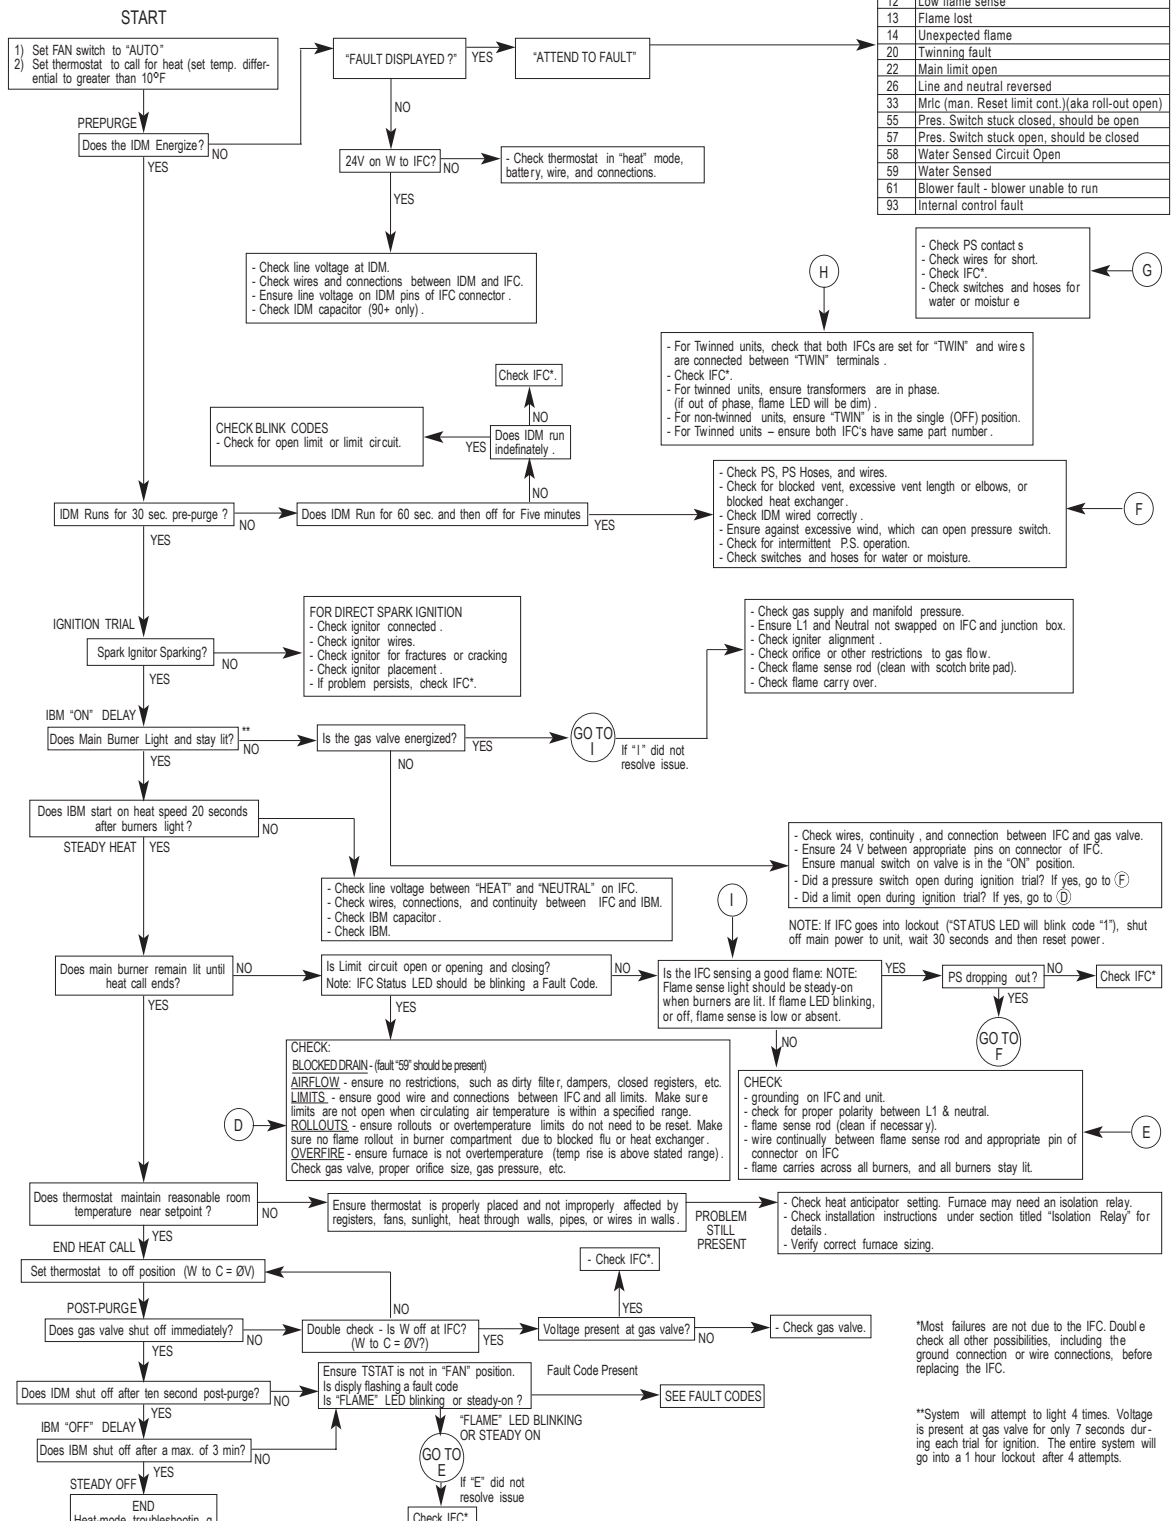 START
1) Set FAN switch to “AUTO”
2) Set thermostat to call for heat (set temp. differ-
ential to greater than 10°F
“FAULT DISPLAYED ?”
YES
“ATTEND TO FAULT”
12 Low flame sense
13 Flame lost
14 Unexpected flame
20 Twinning fault
22 Main limit open
26 Line and neutral reversed
33 Mrlc (man. Reset limit cont.)(aka roll-out open)
55 Pres. Switch stuck closed, should be open
57 Pres. Switch stuck open, should be closed
58 Water Sensed Circuit Open
59 Water Sensed
61 Blower fault - blower unable to run
93 Internal control fault
NO
PREPURGE
Does the IDM Energize?
NO
YES
24V on W to IFC?
NO
- Check thermostat in “heat” mode,
battery, wire, and connections.
YES
- Check line voltage at IDM.
- Check wires and connections between IDM and IFC.
- Ensure line voltage on IDM pins of IFC connector .
- Check IDM capacitor (90+ only) .
- Check PS contact s
- Check wires for short.
- Check IFC*.
- Check switches and hoses for
water or moistur e
G
H
- For Twinned units, check that both IFCs are set for “TWIN” and wire s
are connected between “TWIN” terminals .
- Check IFC*.
- For twinned units, ensure transformers are in phase.
(if out of phase, flame LED will be dim) .
- For non-twinned units, ensure “TWIN” is in the single (OFF) position.
- For Twinned units – ensure both IFC‘s have same part number .
Check IFC*.
NO
CHECK BLINK CODES
- Check for open limit or limit circuit.
YES
Does IDM run
indefinately .
NO
IDM Runs for 30 sec. pre-purge ?
NO
Does IDM Run for 60 sec. and then off for Five minutes
YES
- Check PS, PS Hoses, and wires.
- Check for blocked vent, excessive vent length or elbows, or
blocked heat exchanger .
- Check IDM wired correctly .
- Ensure against excessive wind, which can open pressure switch.
- Check for intermittent P.S. operation.
- Check switches and hoses for water or moisture.
F
YES
IGNITION TRIAL
Spark Ignitor Sparking?
NO
FOR DIRECT SPARK IGNITION
- Check ignitor connected .
- Check ignitor wires.
- Check ignitor for fractures or cracking
- Check ignitor placement .
- If problem persists, check IFC*.
YES
- Check gas supply and manifold pressure.
- Ensure L1 and Neutral not swapped on IFC and junction box.
- Check igniter alignment .
- Check orifice or other restrictions to gas flow.
- Check flame sense rod (clean with scotch brite pad).
- Check flame carry over.
IBM “ON” DELAY
Does Main Burner Light and stay lit?
**
NO
Is the gas valve energized?
YES
GO TO
I
If “I” did not
resolve issue.
YES
NO
Does IBM start on heat speed 20 seconds
after burners light ?
NO
STEADY HEAT
YES
- Check line voltage between “HEAT” and “NEUTRAL” on IFC.
- Check wires, connections, and continuity between IFC and IBM.
- Check IBM capacitor .
- Check IBM.
- Check wires, continuity , and connection between IFC and gas valve.
- Ensure 24 V between appropriate pins on connector of IFC.
Ensure manual switch on valve is in the “ON” position.
- Did a pressure switch open during ignition trial? If yes, go to F
- Did a limit open during ignition trial? If yes, go to D
NOTE: If IFC goes into lockout (“STATUS LED will blink code “1”), shut
off main power to unit, wait 30 seconds and then reset power .
I
Does main burner remain lit until
heat call ends?
NO
Is Limit circuit open or opening and closing?
Note: IFC Status LED should be blinking a Fault Code.
NO
Is the IFC sensing a good flame: NOTE:
Flame sense light should be steady-on
when burners are lit. If flame LED blinking,
or off, flame sense is low or absent.
YES
PS dropping out ?
NO
Check IFC*
YES
GO TO
F
YES
YES
NO
D
CHECK:
BLOCKED DRAIN - (fault “59” should be present)
AIRFLOW - ensure no restrictions, such as dirty filte r, dampers, closed registers, etc.
LIMITS - ensure good wire and connections between IFC and all limits. Make sur e
limits are not open when circulating air temperature is within a specified range.
ROLLOUTS - ensure rollouts or overtemperature limits do not need to be reset. Make
sure no flame rollout in burner compartment due to blocked flu or heat exchanger .
OVERFIRE - ensure furnace is not overtemperature (temp rise is above stated range) .
Check gas valve, proper orifice size, gas pressure, etc.
CHECK:
- grounding on IFC and unit.
- check for proper polarity between L1 & neutral.
- flame sense rod (clean if necessar y).
- wire continually between flame sense rod and appropriate pin of
connector on IFC
- flame carries across all burners, and all burners stay lit.
E
Does thermostat maintain reasonable room
temperature near setpoint ?
NO
Ensure thermostat is properly placed and not improperly affected by
registers, fans, sunlight, heat through walls, pipes, or wires in walls .
PROBLEM
STILL
PRESENT
- Check heat anticipator setting. Furnace may need an isolation relay.
- Check installation instructions under section titled “Isolation Relay” for
details .
- Verify correct furnace sizing.
YES
END HEAT CALL
Set thermostat to off position (W to C = ØV)
- Check IFC*.
POST-PURGE
NO
YES
Does gas valve shut off immediately?
NO
Double check - Is W off at IFC?
(W to C = ØV?)
YES
Voltage present at gas valve?
NO
- Check gas valve.
YES
*Most failures are not due to the IFC. Doubl e
check all other possibilities, including th e
ground connection or wire connections, before
replacing the IFC.
Does IDM shut off after ten second post-purge?
NO
Ensure TSTAT is not in “FAN” position.
Is disply flashing a fault code
Is “FLAME” LED blinking or steady-on ?
Fault Code Present
SEE FAULT CODES
YES
IBM “OFF” DELAY
“FLAME” LED BLINKING
OR STEADY ON
Does IBM shut off after a max. of 3 min?
NO
GO TO
E
**System will attempt to light 4 times. Voltage
is present at gas valve for only 7 seconds dur-
ing each trial for ignition. The entire system will
go into a 1 hour lockout after 4 attempts.
YES
STEADY OFF
If “E” did not
resolve issue
END
Heat-mode troubleshootin g
Check IFC*